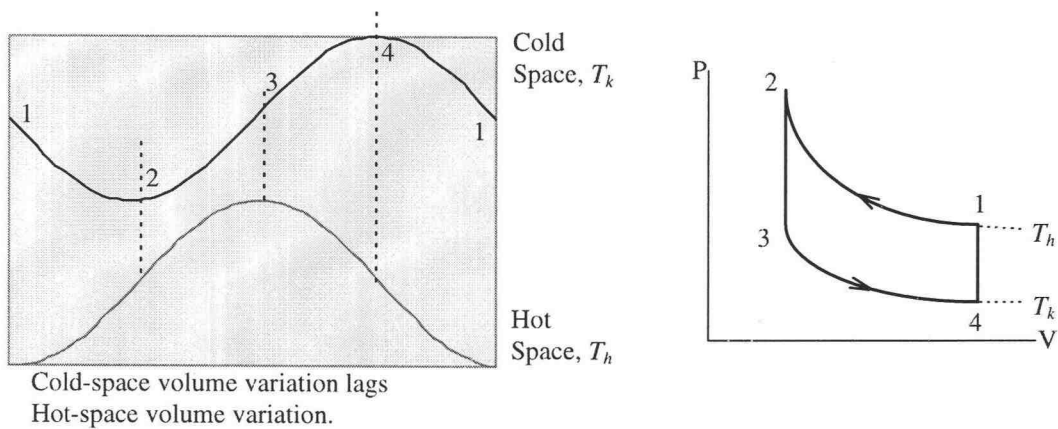 1
2
3
4
1
Cold
Space, T_k
Hot
Space, T_h
Cold-space volume variation lags
Hot-space volume variation.
P
2
1
T_h
3
T_k
4
V